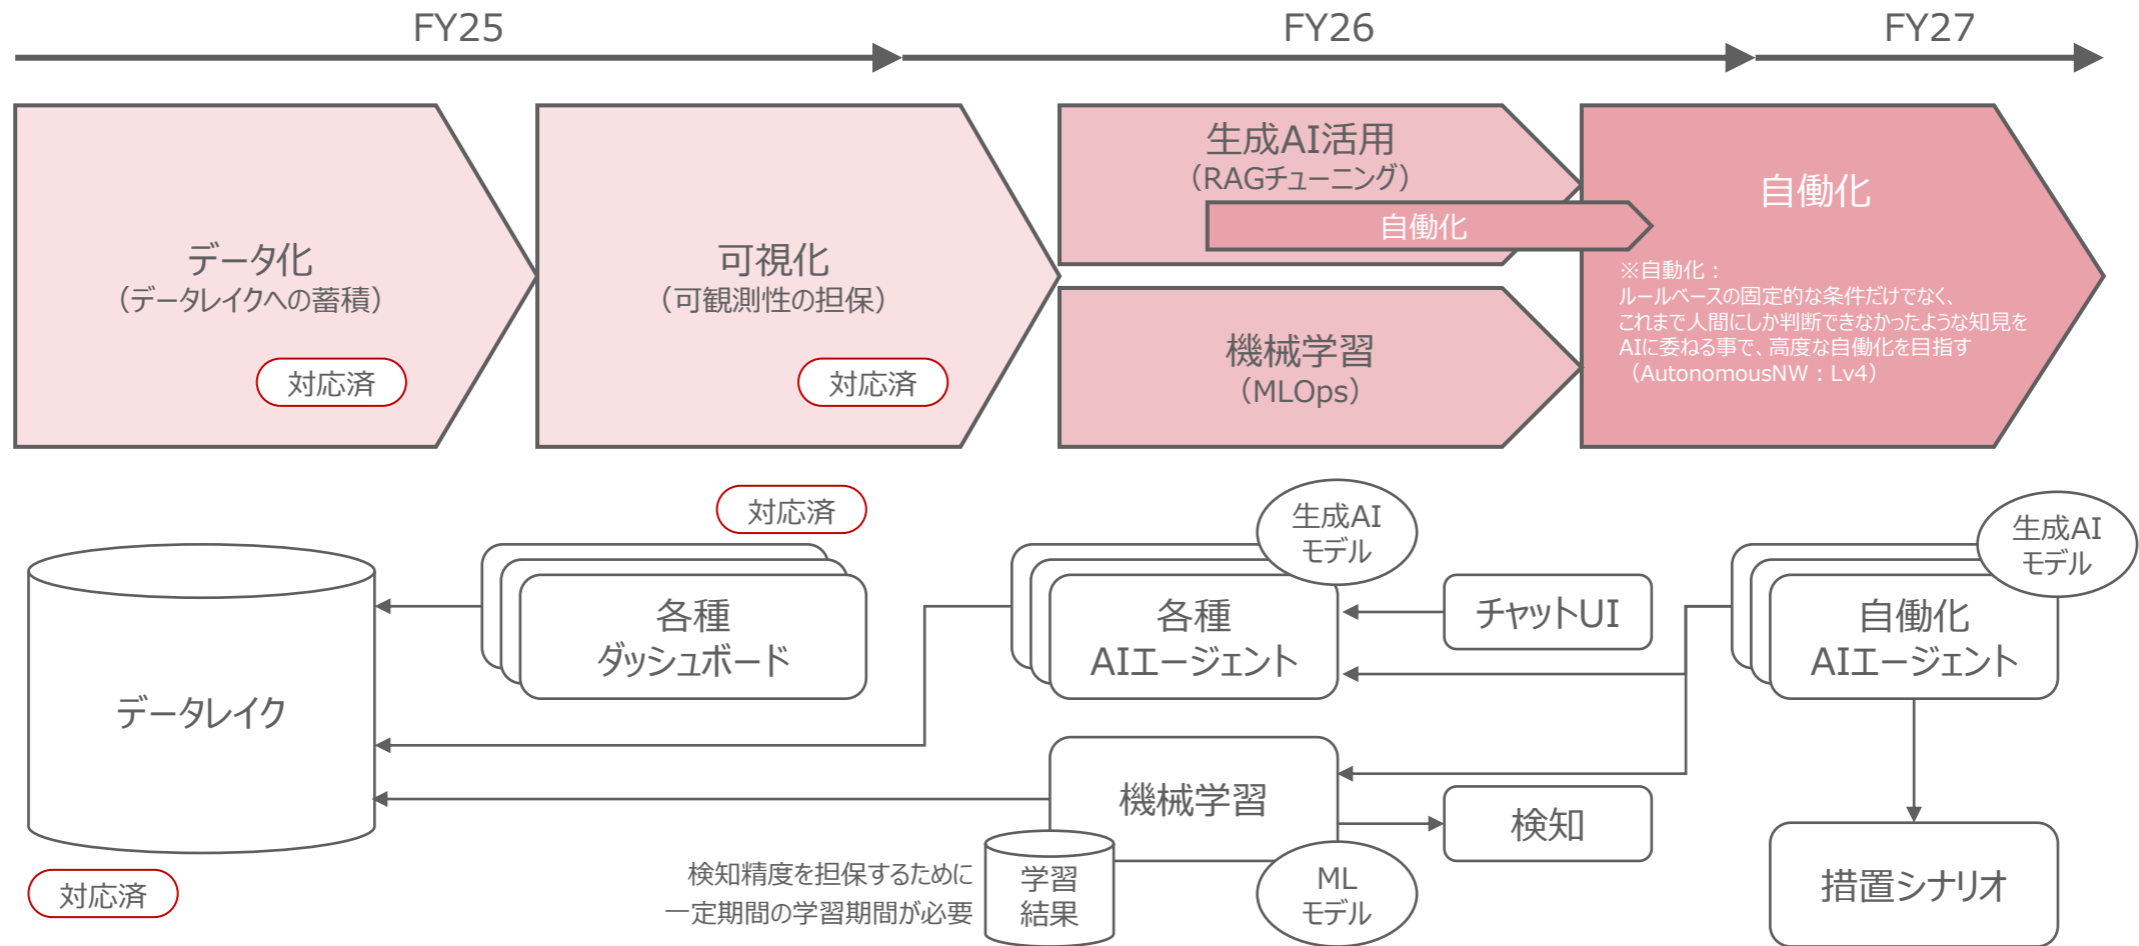 FY25
FY26
FY27
データ化
（データレイクへの蓄積）
対応済
可視化
（可観測性の担保）
対応済
生成AI活用
（RAGチューニング）
自働化
機械学習
（MLOps）
自働化
※自動化：
ルールベースの固定的な条件だけでなく、
これまで人間にしか判断できなかったような知見を
AIに委ねる事で、高度な自働化を目指す
（AutonomousNW：Lv4）
データレイク
対応済
対応済
各種
ダッシュボード
生成AI
モデル
各種
AIエージェント
チャットUI
生成AI
モデル
自働化
AIエージェント
機械学習
検知
検知精度を担保するために
一定期間の学習期間が必要
学習
結果
ML
モデル
措置シナリオ